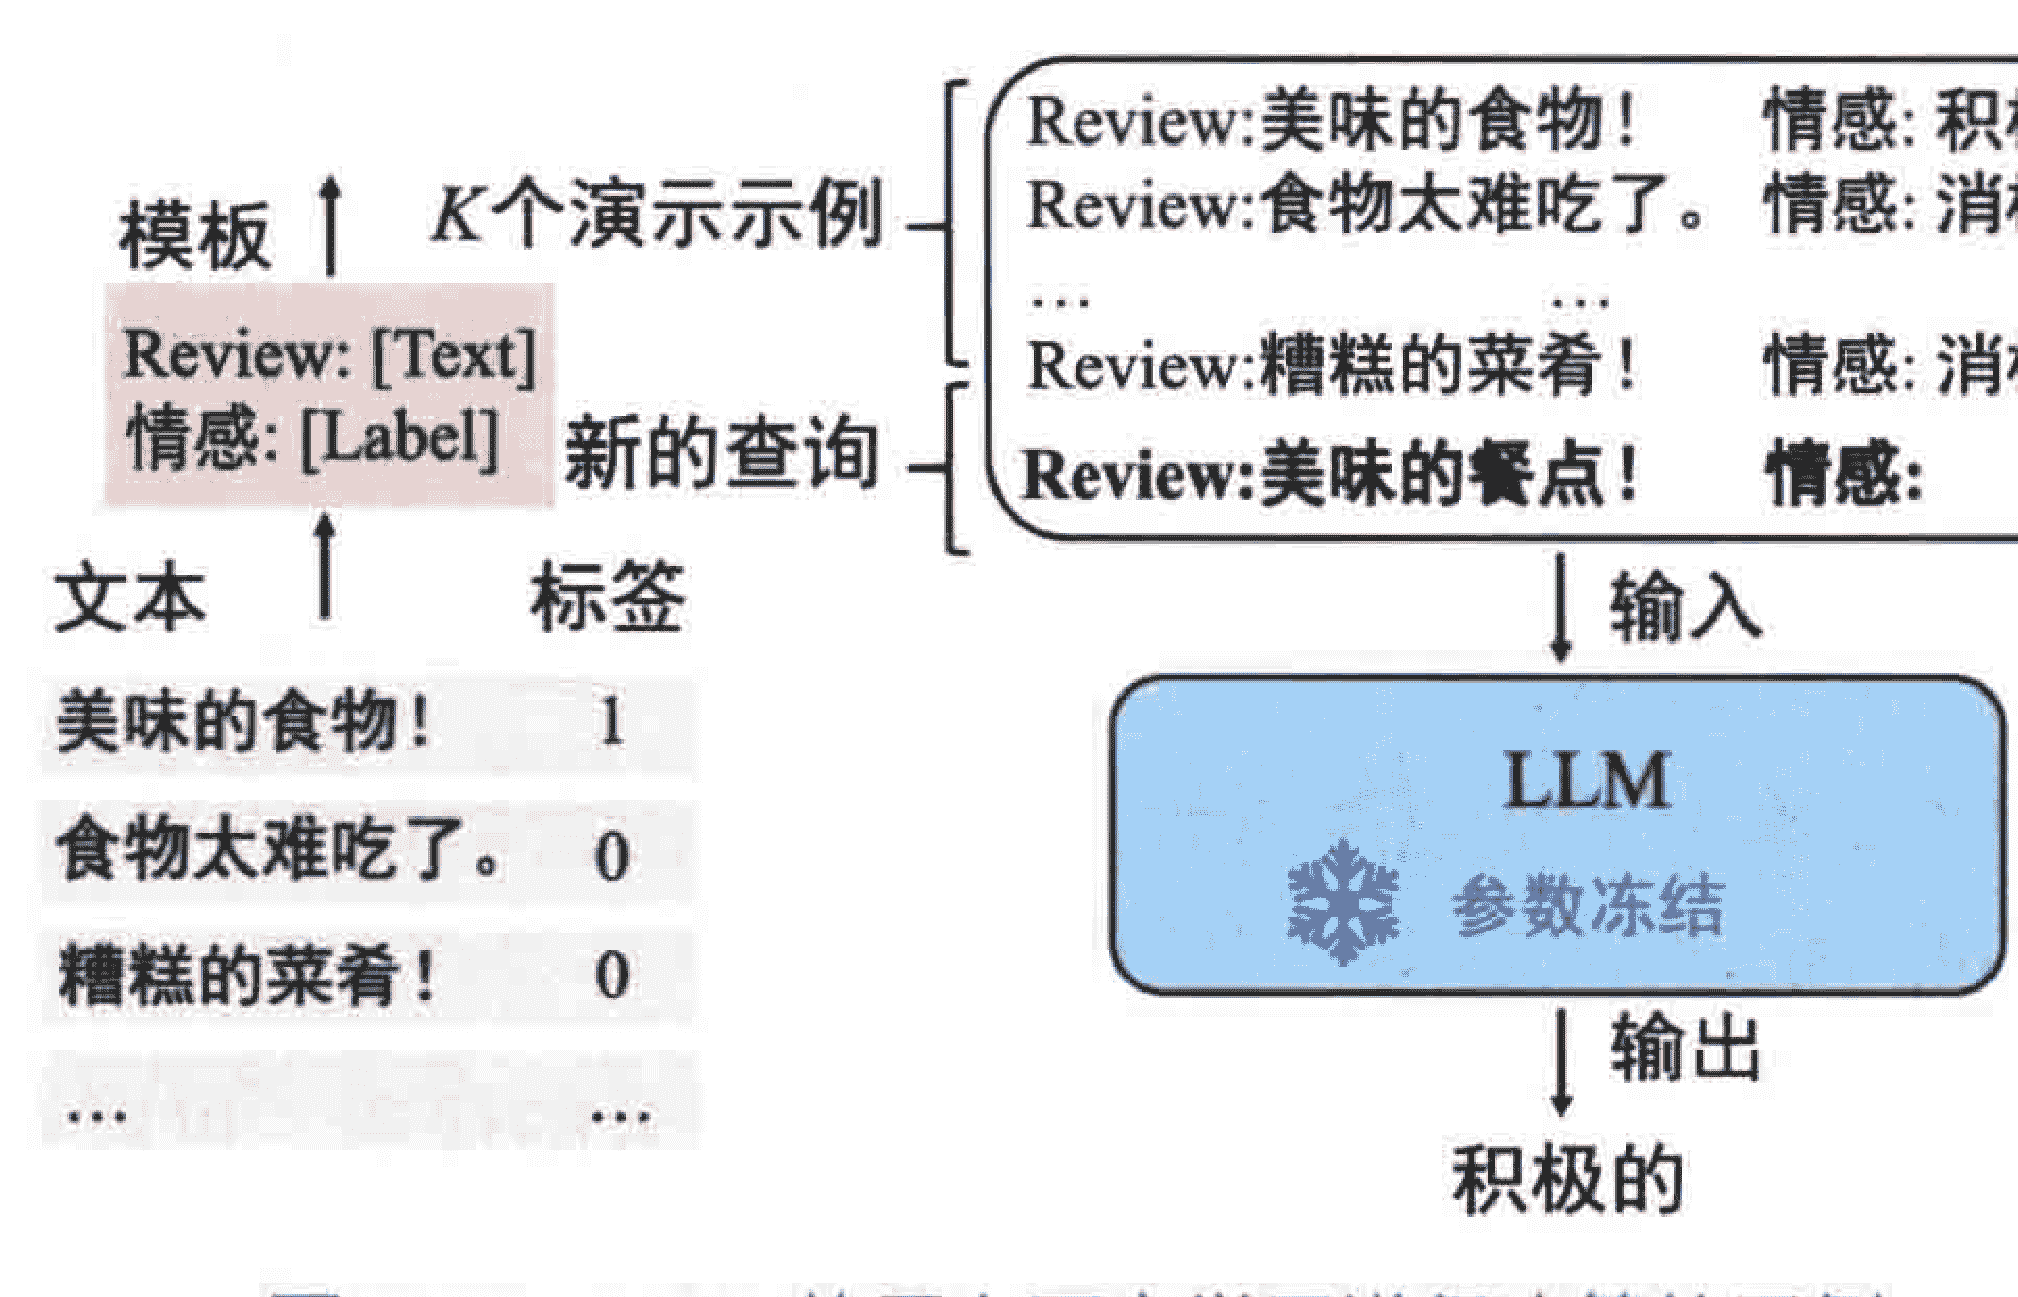 模板
K个演示示例
Review: [Text]
情感: [Label]
新的查询
文本
标签
美味的食物! 1
食物太难吃了。 0
糟糕的菜肴! 0
... ...
Review:美味的食物! 情感: 积
Review:食物太难吃了。 情感: 消
... ...
Review:糟糕的菜肴! 情感: 消
Review:美味的餐点! 情感:
输入
LLM
参数冻结
输出
积极的